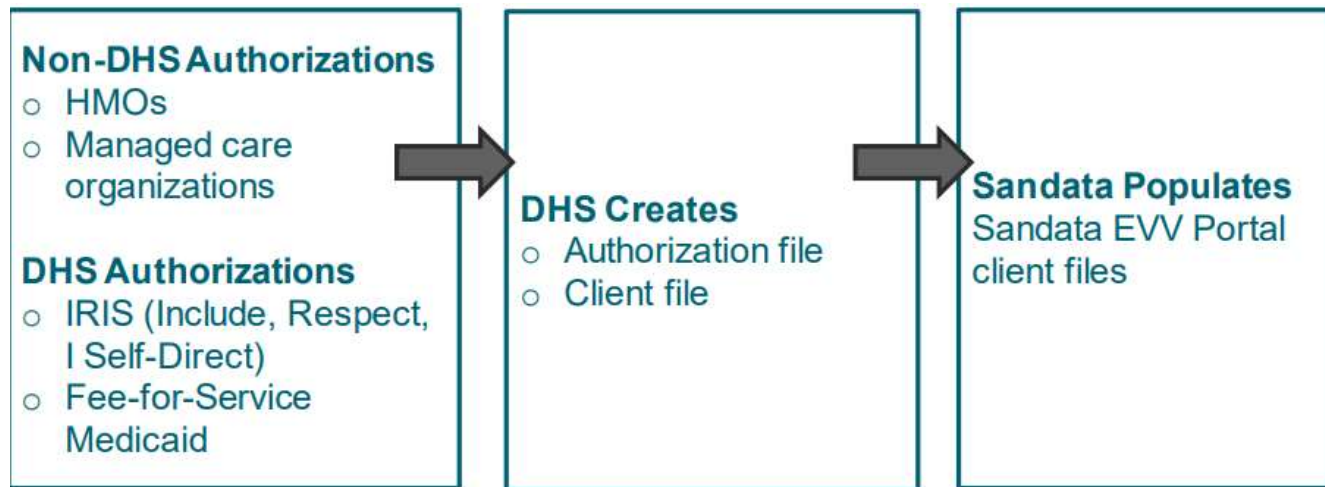 Non-DHS Authorizations
○ HMOs
○ Managed care
organizations
DHS Authorizations
○ IRIS (Include, Respect,
I Self-Direct)
○ Fee-for-Service
Medicaid
DHS Creates
○ Authorization file
○ Client file
Sandata Populates
Sandata EVV Portal
client files